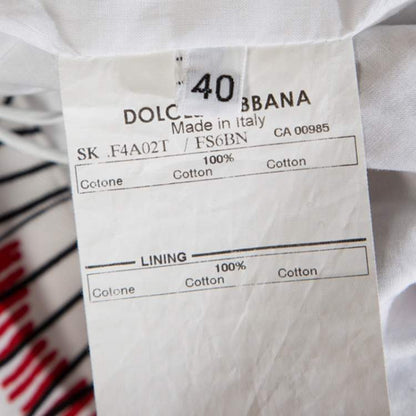 40
DOLCE BBANA
Made in Italy
SK .F4A02T / FS6BN CA 00985
100%
Cotone Cotton Cotton
LINING
100%
Cotone Cotton Cotton